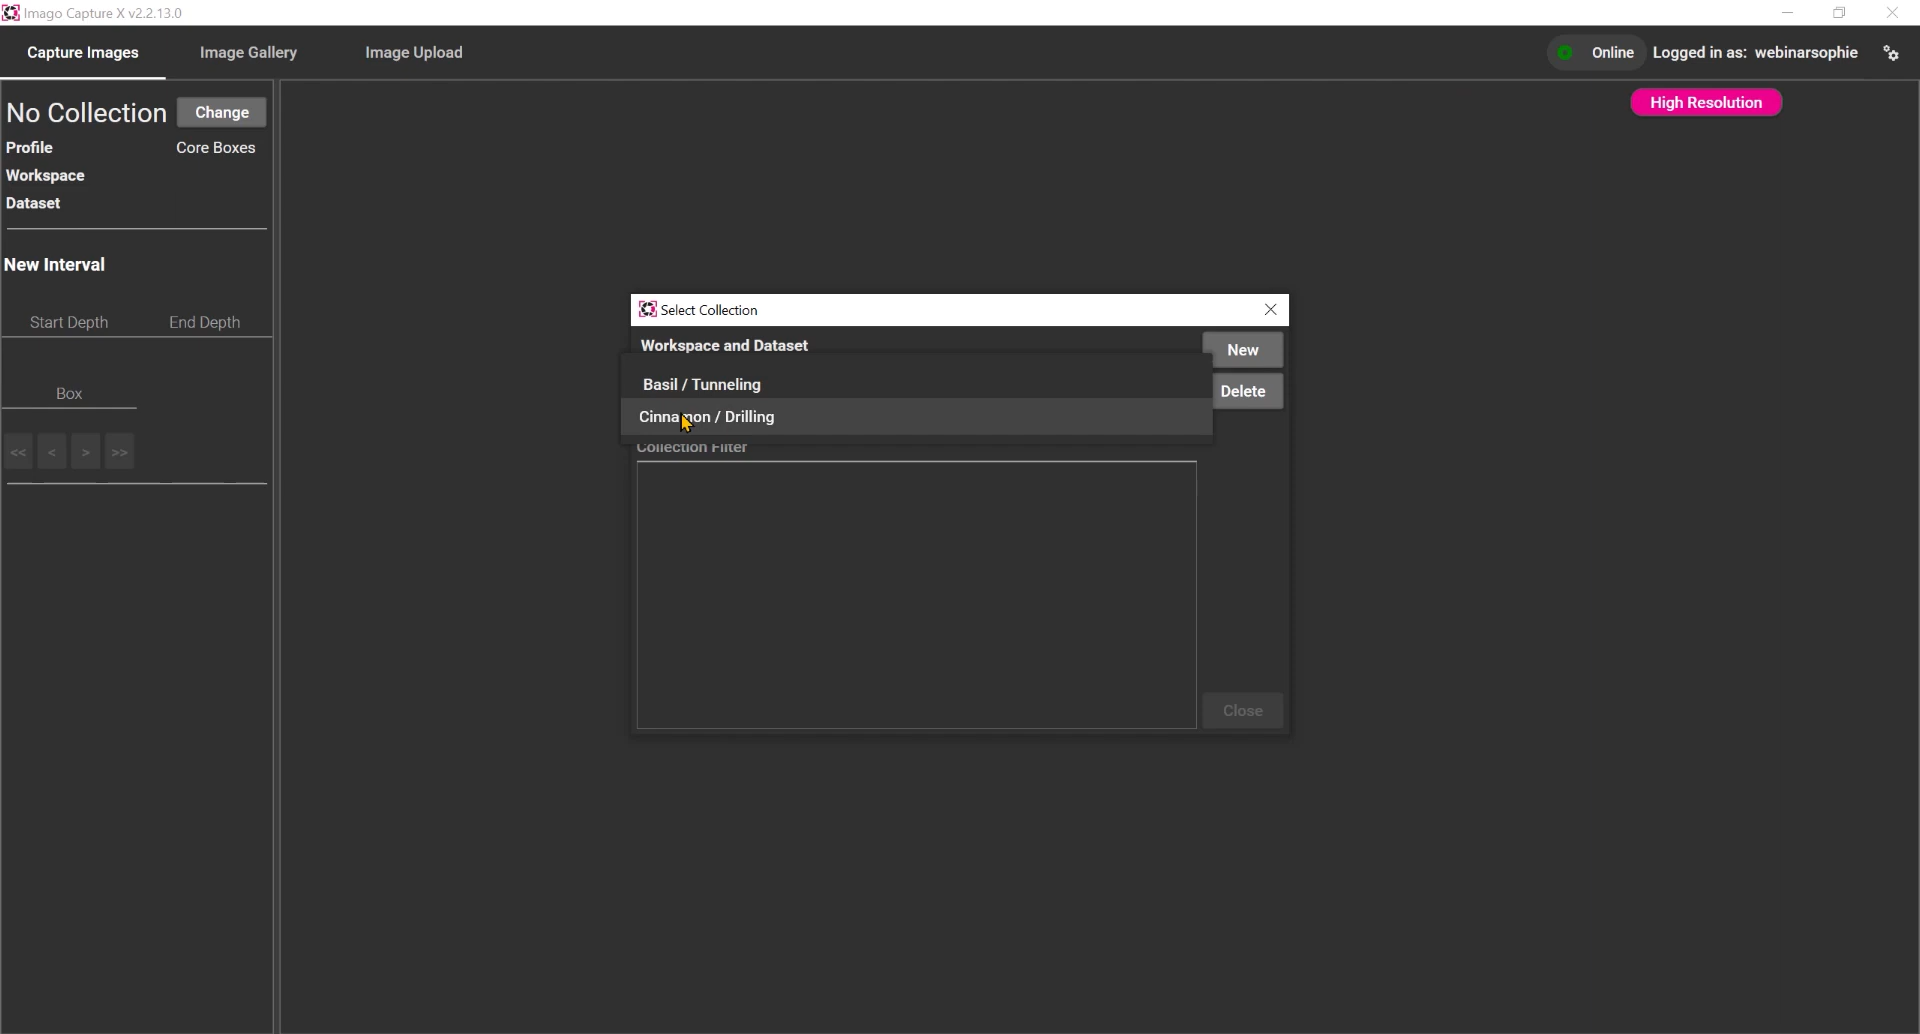 Imago Capture X v2.2.13.0
Capture Images
Image Gallery
Image Upload
Online
Logged in as: webinarsophie
No Collection
Change
High Resolution
Profile
Core Boxes
Workspace
Dataset
New Interval
Start Depth
End Depth
Box
<<
<
>
>>
Select Collection
Workspace and Dataset
New
Basil / Tunneling
Delete
Cinnamon / Drilling
Collection Filter
Close